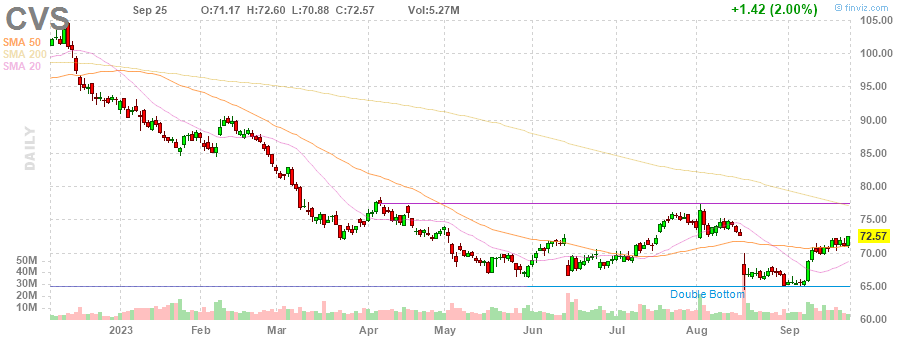 CVS
Sep 25 O:71.17 H:72.60 L:70.88 C:72.57 Vol:5.27M
+1.42 (2.00%)
© finviz.com
SMA 50
SMA 200
SMA 20
DAILY
105.00
100.00
95.00
90.00
85.00
80.00
75.00
72.57
70.00
65.00
60.00
50M
40M
30M
20M
10M
Double Bottom
2023 Feb Mar Apr May Jun Jul Aug Sep